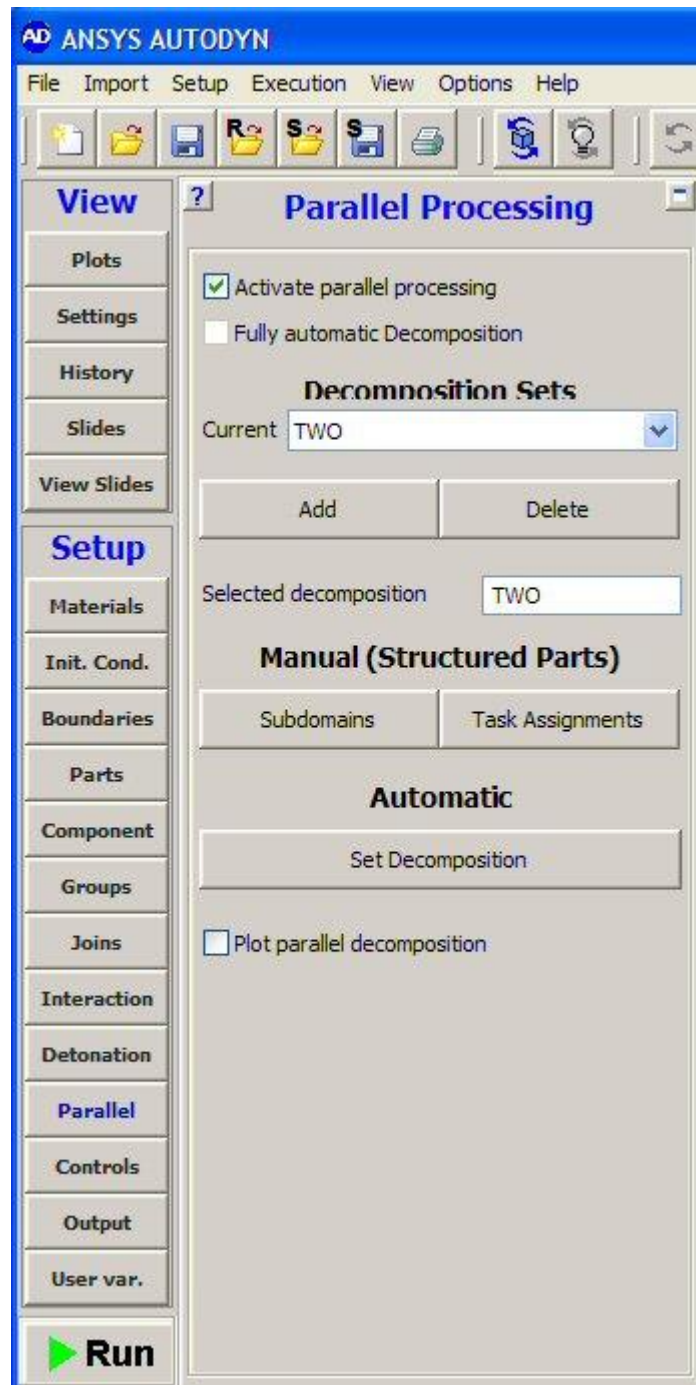 AD ANSYS AUTODYN
File Import Setup Execution View Options Help
R S S
View
Plots
Settings
History
Slides
View Slides
Setup
Materials
Init. Cond.
Boundaries
Parts
Component
Groups
Joins
Interaction
Detonation
Parallel
Controls
Output
User var.
Run
? Parallel Processing
Activate parallel processing
Fully automatic Decomposition
Decomposition Sets
Current TWO
Add Delete
Selected decomposition TWO
Manual (Structured Parts)
Subdomains Task Assignments
Automatic
Set Decomposition
Plot parallel decomposition